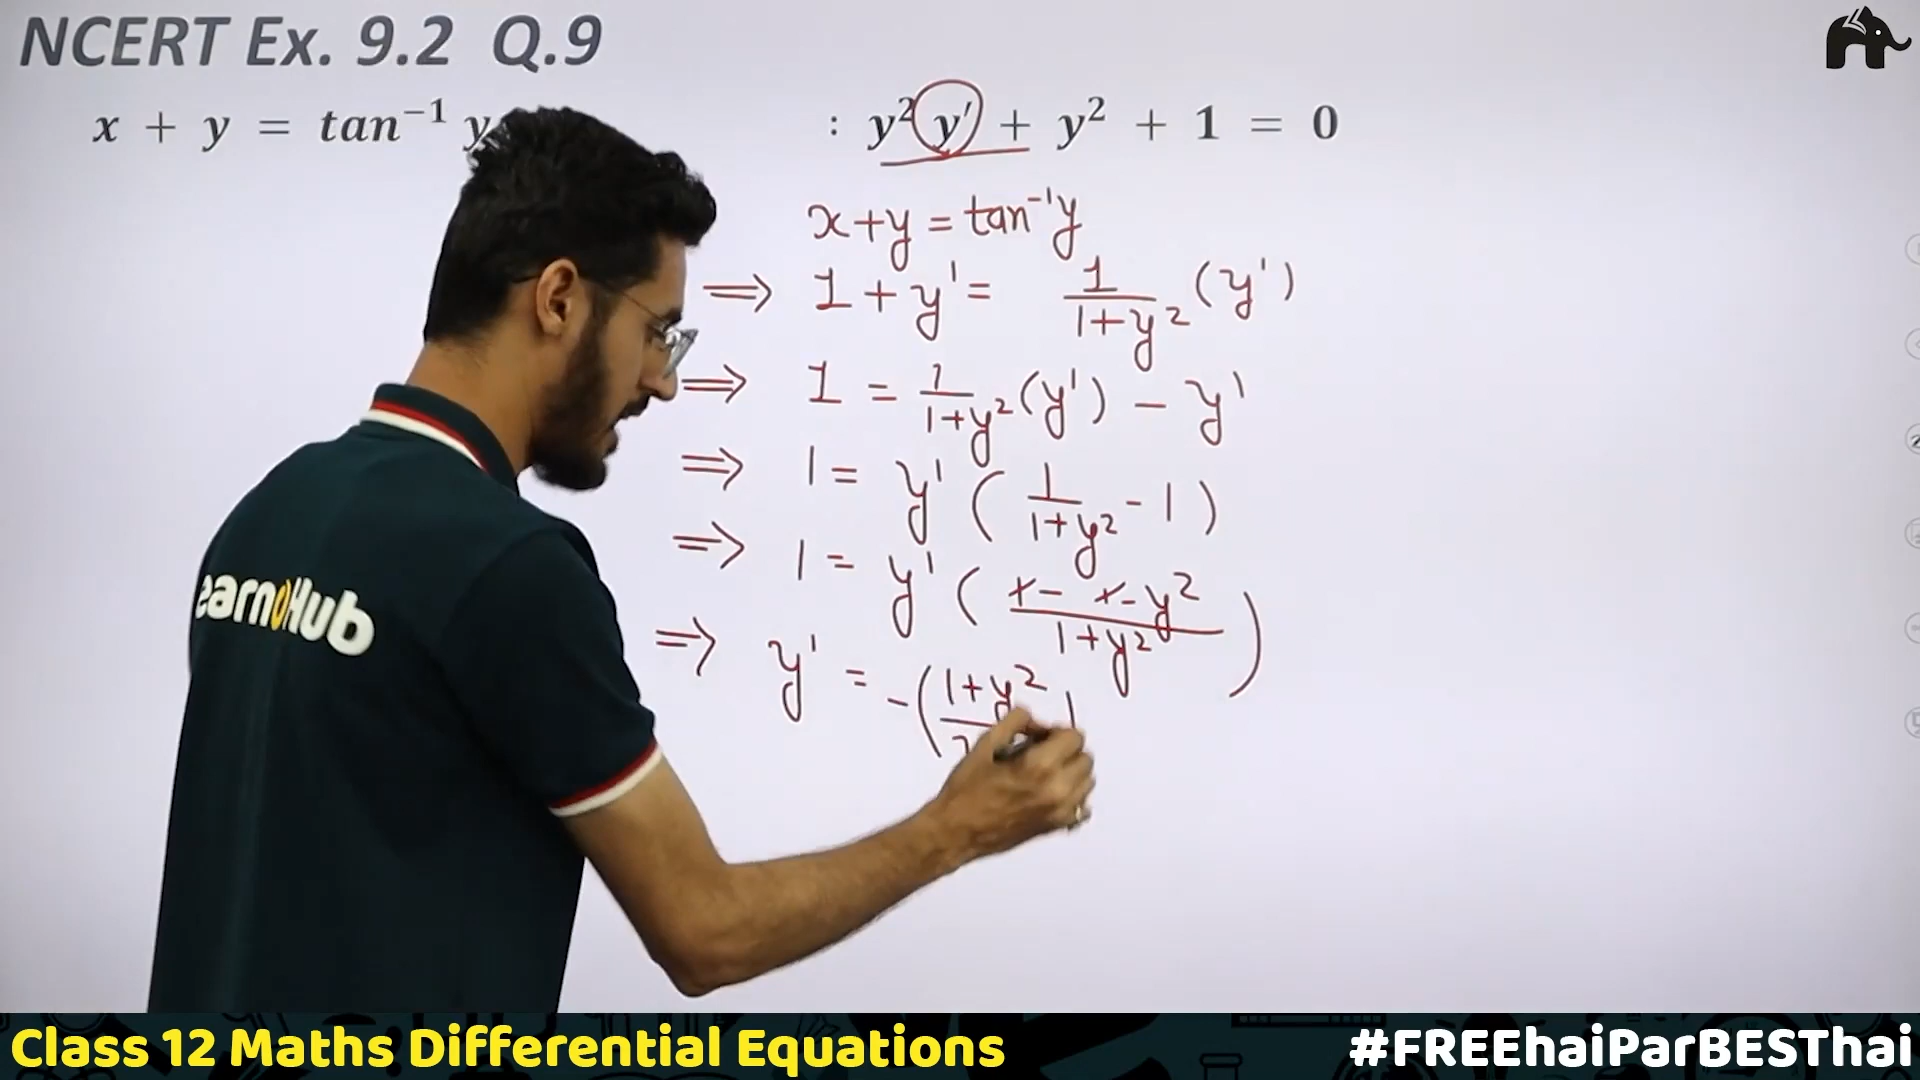 NCERT Ex. 9.2 Q.9
x + y = tan⁻¹ y : y² y' + y² + 1 = 0
x+y = tan⁻¹y
⇒ 1 + y' = 1/(1+y²) (y')
⇒ 1 = 1/(1+y²) (y') − y'
⇒ 1 = y' ( 1/(1+y²) − 1 )
⇒ 1 = y' ( (1 − 1 − y²)/(1+y²) )
⇒ y' = −( (1+y²)/
earnoHub
Class 12 Maths Differential Equations
#FREEhaiParBESThai